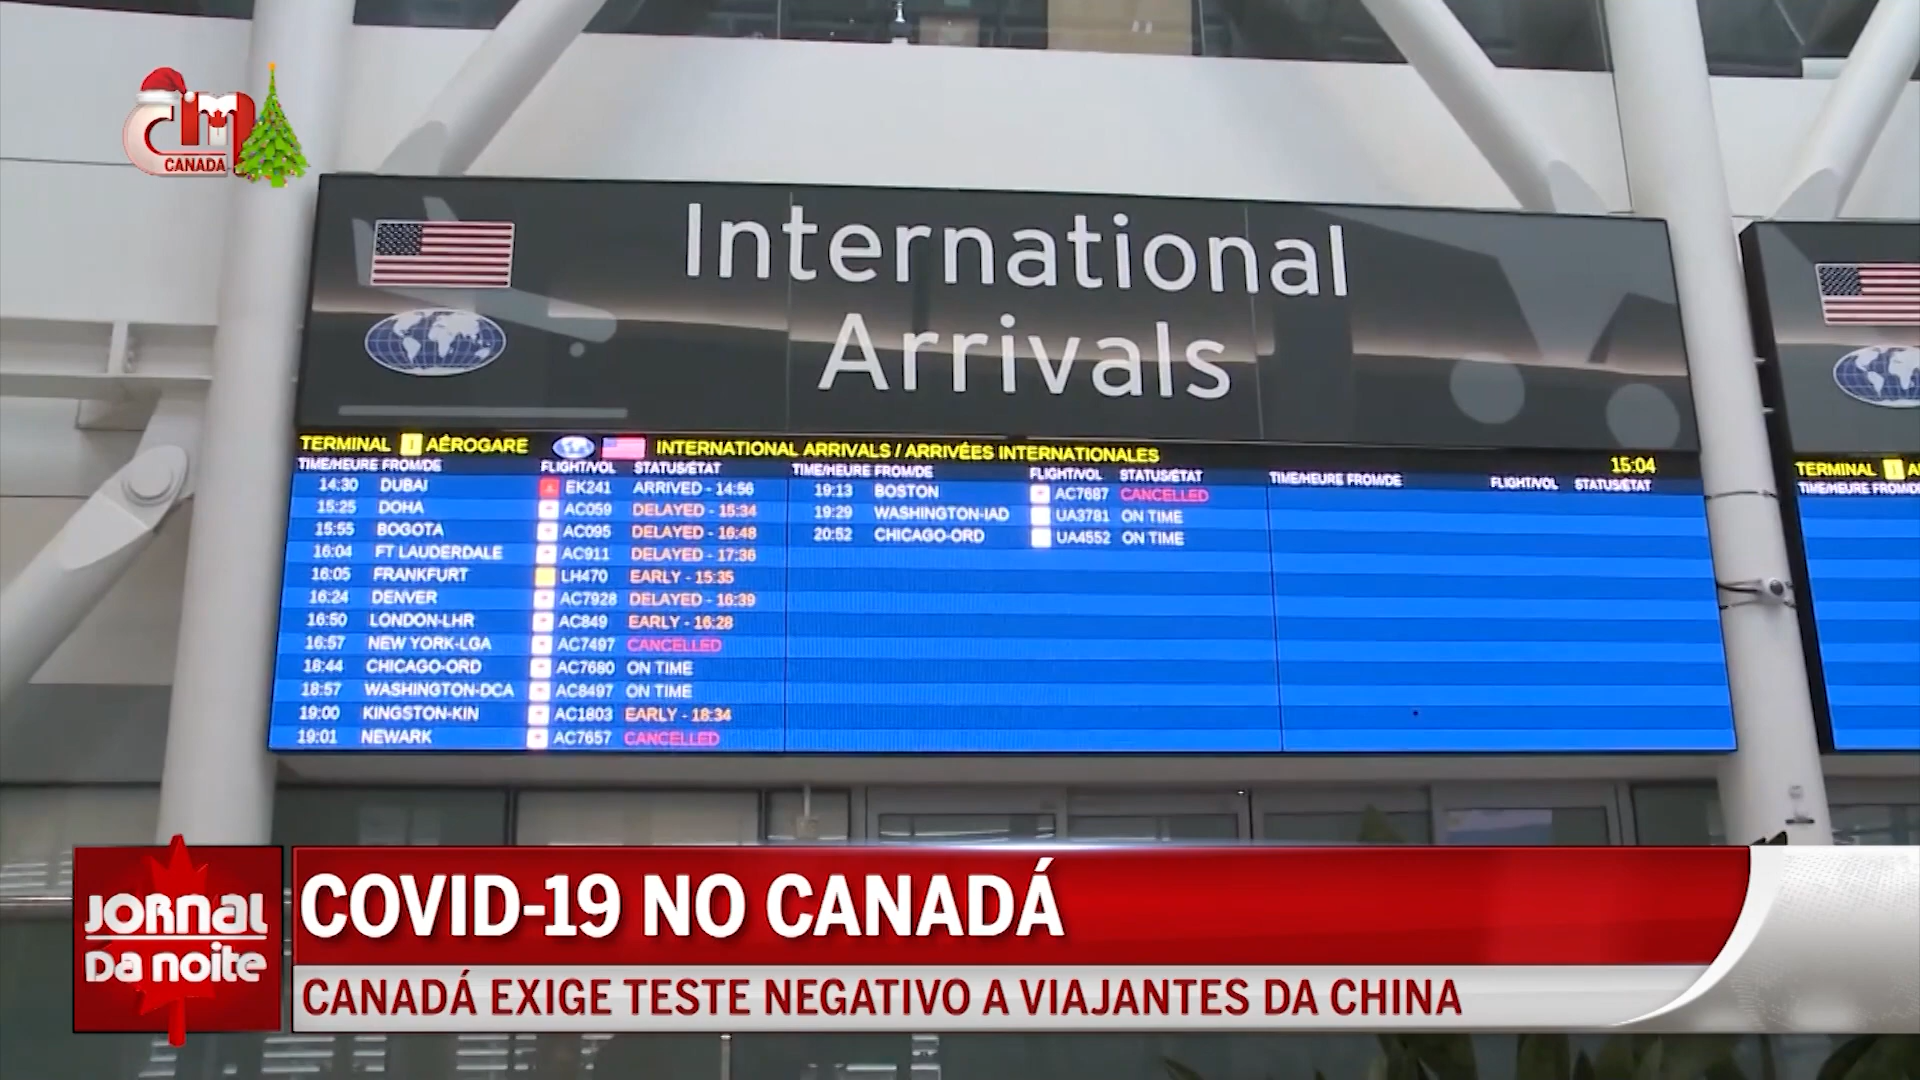 CM
CANADA
International
Arrivals
TERMINAL 1 AÉROGARE INTERNATIONAL ARRIVALS / ARRIVÉES INTERNATIONALES
15:04
TIME/HEURE FROM/DE FLIGHT/VOL STATUS/ÉTAT
14:30 DUBAI EK241 ARRIVED - 14:56
15:25 DOHA AC059 DELAYED - 15:34
15:55 BOGOTA AC095 DELAYED - 16:48
16:04 FT LAUDERDALE AC911 DELAYED - 17:36
16:05 FRANKFURT LH470 EARLY - 15:35
16:24 DENVER AC7928 DELAYED - 16:39
16:50 LONDON-LHR AC849 EARLY - 16:28
16:57 NEW YORK-LGA AC7497 CANCELLED
18:44 CHICAGO-ORD AC7680 ON TIME
18:57 WASHINGTON-DCA AC8497 ON TIME
19:00 KINGSTON-KIN AC1803 EARLY - 18:34
19:01 NEWARK AC7657 CANCELLED
TIME/HEURE FROM/DE FLIGHT/VOL STATUS/ÉTAT
19:13 BOSTON AC7687 CANCELLED
19:29 WASHINGTON-IAD UA3781 ON TIME
20:52 CHICAGO-ORD UA4552 ON TIME
TIME/HEURE FROM/DE FLIGHT/VOL STATUS/ÉTAT
TERMINAL 1
TIME/HEURE
JORNAL
DA NOITE
COVID-19 NO CANADÁ
CANADÁ EXIGE TESTE NEGATIVO A VIAJANTES DA CHINA